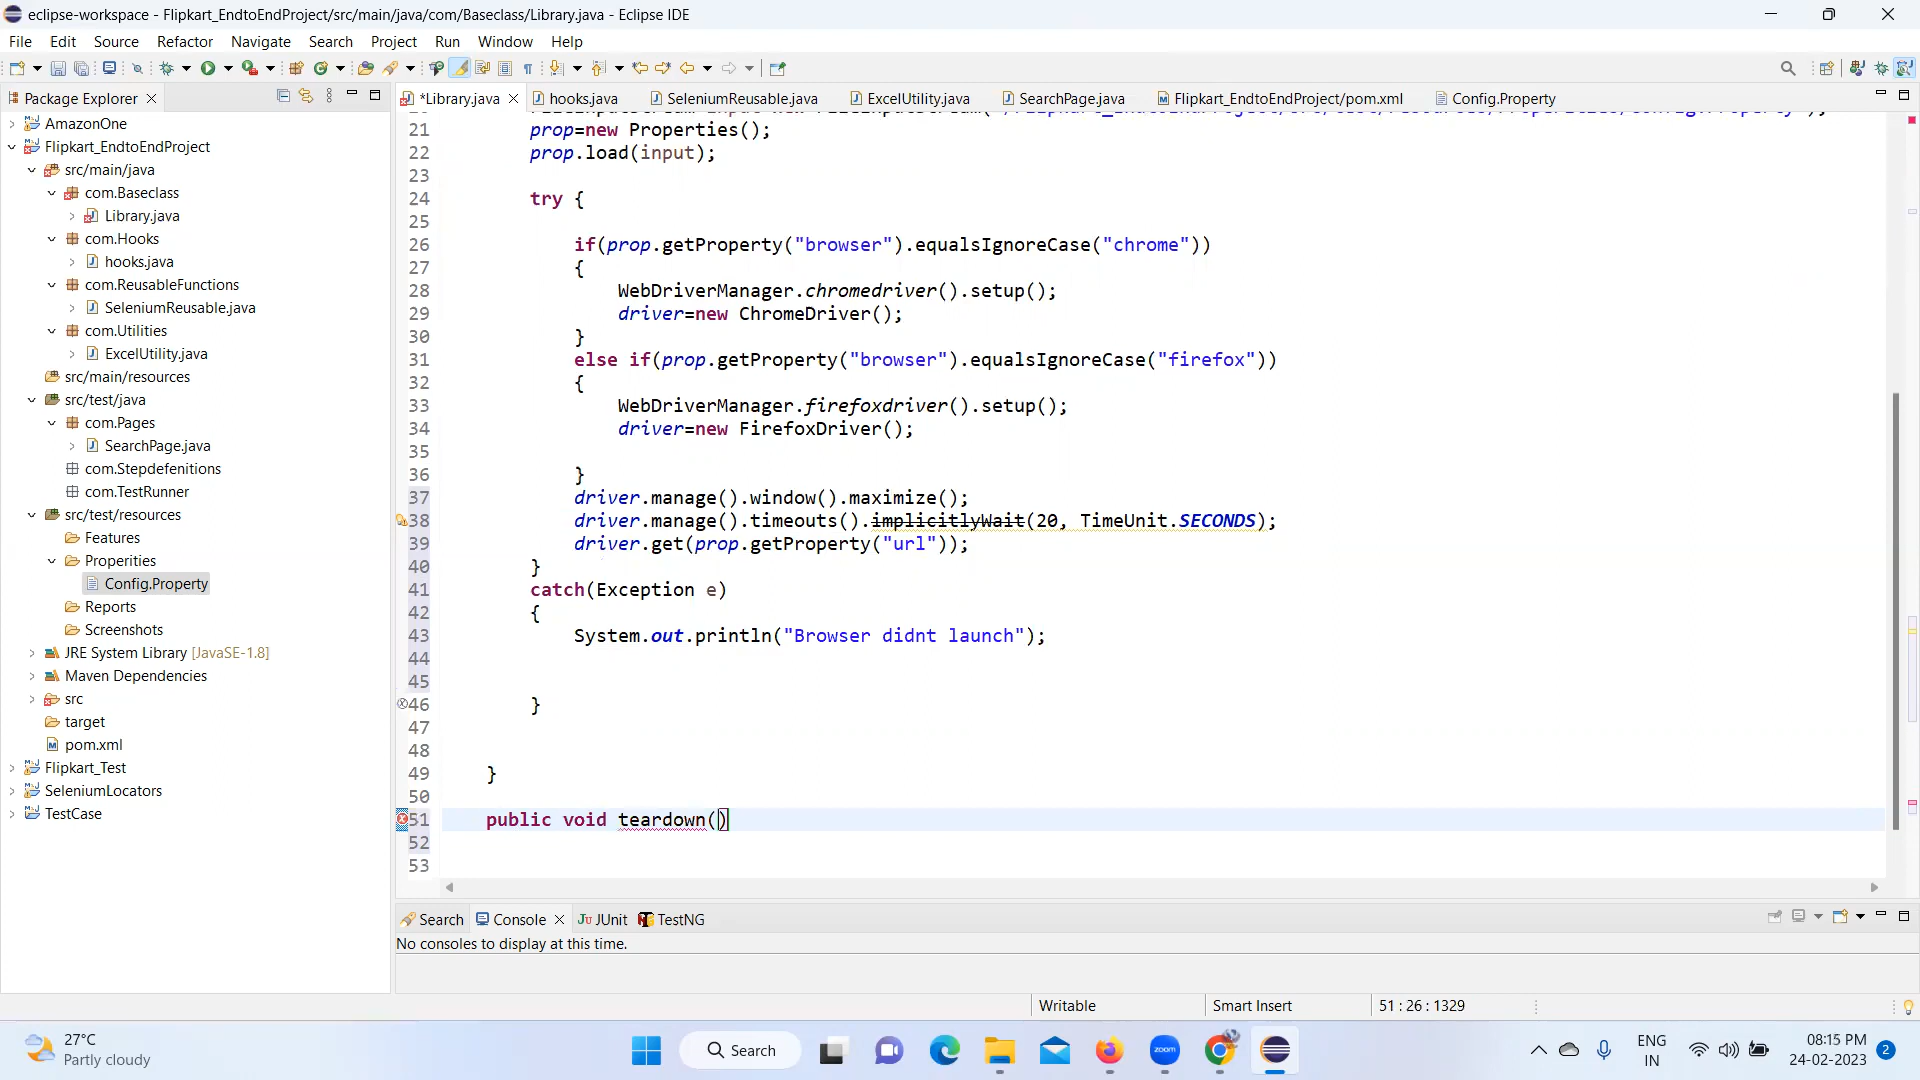 eclipse-workspace - Flipkart_EndtoEndProject/src/main/java/com/Baseclass/Library.java - Eclipse IDE
File Edit Source Refactor Navigate Search Project Run Window Help
Package Explorer
*Library.java hooks.java SeleniumReusable.java ExcelUtility.java SearchPage.java Flipkart_EndtoEndProject/pom.xml Config.Property
AmazonOne
Flipkart_EndtoEndProject
src/main/java
com.Baseclass
Library.java
com.Hooks
hooks.java
com.ReusableFunctions
SeleniumReusable.java
com.Utilities
ExcelUtility.java
src/main/resources
src/test/java
com.Pages
SearchPage.java
com.Stepdefenitions
com.TestRunner
src/test/resources
Features
Properities
Config.Property
Reports
Screenshots
JRE System Library [JavaSE-1.8]
Maven Dependencies
src
target
pom.xml
Flipkart_Test
SeleniumLocators
TestCase
21 prop=new Properties();
22 prop.load(input);
23
24 try {
25
26 if(prop.getProperty("browser").equalsIgnoreCase("chrome"))
27 {
28 WebDriverManager.chromedriver().setup();
29 driver=new ChromeDriver();
30 }
31 else if(prop.getProperty("browser").equalsIgnoreCase("firefox"))
32 {
33 WebDriverManager.firefoxdriver().setup();
34 driver=new FirefoxDriver();
35
36 }
37 driver.manage().window().maximize();
38 driver.manage().timeouts().implicitlyWait(20, TimeUnit.SECONDS);
39 driver.get(prop.getProperty("url"));
40 }
41 catch(Exception e)
42 {
43 System.out.println("Browser didnt launch");
44
45
46 }
47
48
49 }
50
51 public void teardown()
52
53
Search Console JUnit TestNG
No consoles to display at this time.
Writable Smart Insert 51 : 26 : 1329
27°C
Partly cloudy
Search
zoom
ENG
IN
08:15 PM
24-02-2023
2